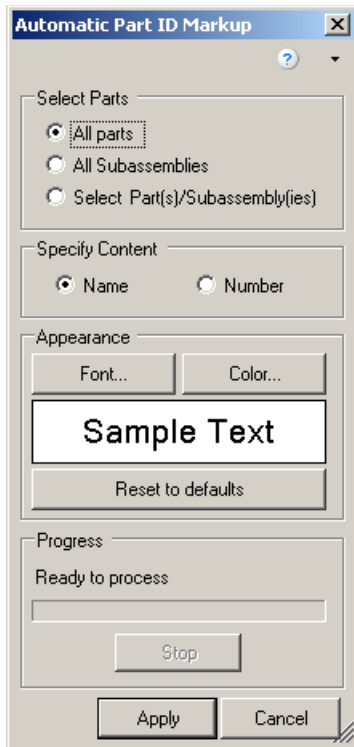 Automatic Part ID Markup
Select Parts
All parts
All Subassemblies
Select Part(s)/Subassembly(ies)
Specify Content
Name Number
Appearance
Font... Color...
Sample Text
Reset to defaults
Progress
Ready to process
Stop
Apply Cancel